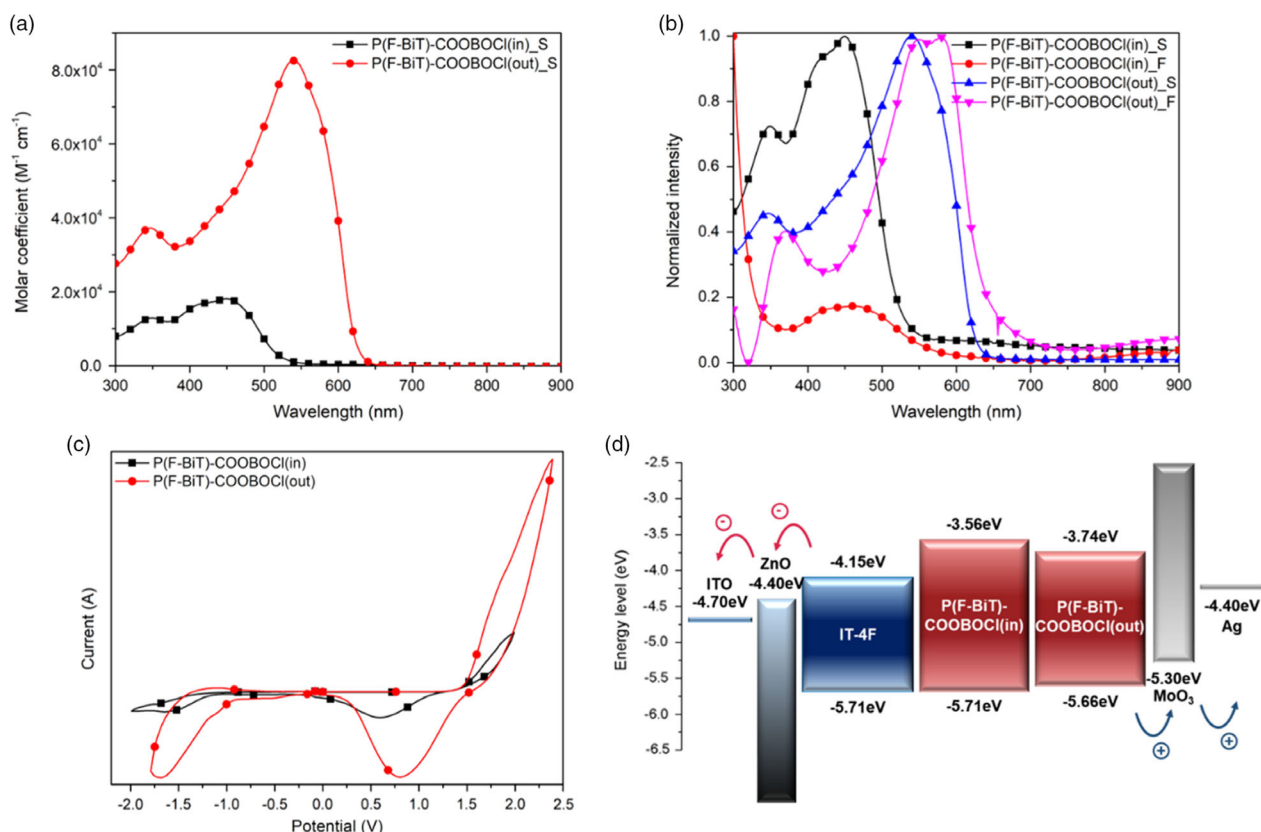 (a)
P(F-BiT)-COOBOCl(in)_S
P(F-BiT)-COOBOCl(out)_S
8.0x10⁴
6.0x10⁴
4.0x10⁴
2.0x10⁴
0.0
Molar coefficient (M⁻¹ cm⁻¹)
300 400 500 600 700 800 900
Wavelength (nm)
(b)
P(F-BiT)-COOBOCl(in)_S
P(F-BiT)-COOBOCl(in)_F
P(F-BiT)-COOBOCl(out)_S
P(F-BiT)-COOBOCl(out)_F
1.0
0.8
0.6
0.4
0.2
0.0
Normalized intensity
300 400 500 600 700 800 900
Wavelength (nm)
(c)
P(F-BiT)-COOBOCl(in)
P(F-BiT)-COOBOCl(out)
Current (A)
-2.0 -1.5 -1.0 -0.5 0.0 0.5 1.0 1.5 2.0 2.5
Potential (V)
(d)
-2.5
-3.0
-3.5
-4.0
-4.5
-5.0
-5.5
-6.0
-6.5
Energy level (eV)
ITO
-4.70eV
ZnO
-4.40eV
-4.15eV
IT-4F
-5.71eV
-3.56eV
P(F-BiT)-
COOBOCl(in)
-5.71eV
-3.74eV
P(F-BiT)-
COOBOCl(out)
-5.66eV
-5.30eV
MoO₃
-4.40eV
Ag